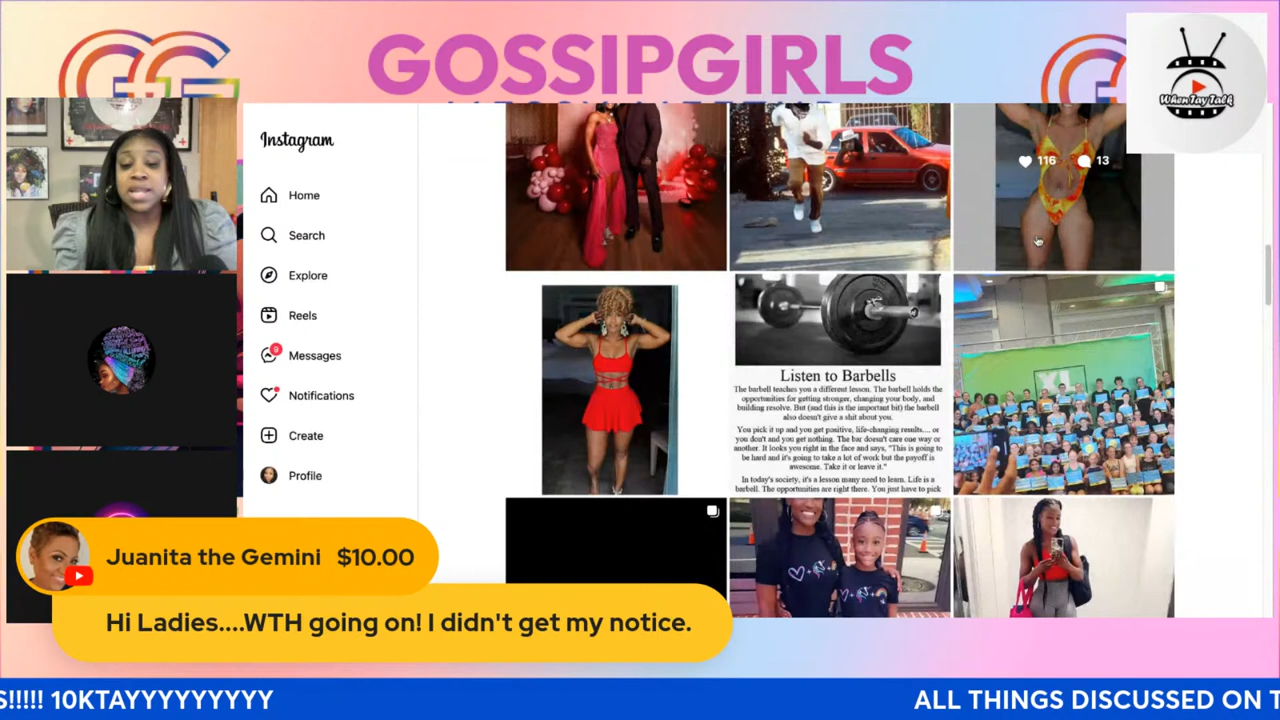 GOSSIPGIRLS
WhenTayTalk
Instagram
Home
Search
Explore
Reels
9
Messages
Notifications
Create
Profile
116
13
Listen to Barbells
The barbell teaches you a different lesson. The barbell holds the
opportunities for getting stronger, changing your body, and
building resolve. But (and this is the important bit) the barbell
also doesn't give a shit about you.
You pick it up and you get positive, life-changing results.... or
you don't and you get nothing. The bar doesn't care one way or
another. It looks you right in the face and says, "This is going to
be hard and it's going to take a lot of work but the payoff is
awesome. Take it or leave it."
In today's society, it's a lesson many need to learn. Life is a
barbell. The opportunities are right there. You just have to pick
Juanita the Gemini $10.00
Hi Ladies....WTH going on! I didn't get my notice.
S!!!!! 10KTAYYYYYYYYY
ALL THINGS DISCUSSED ON T